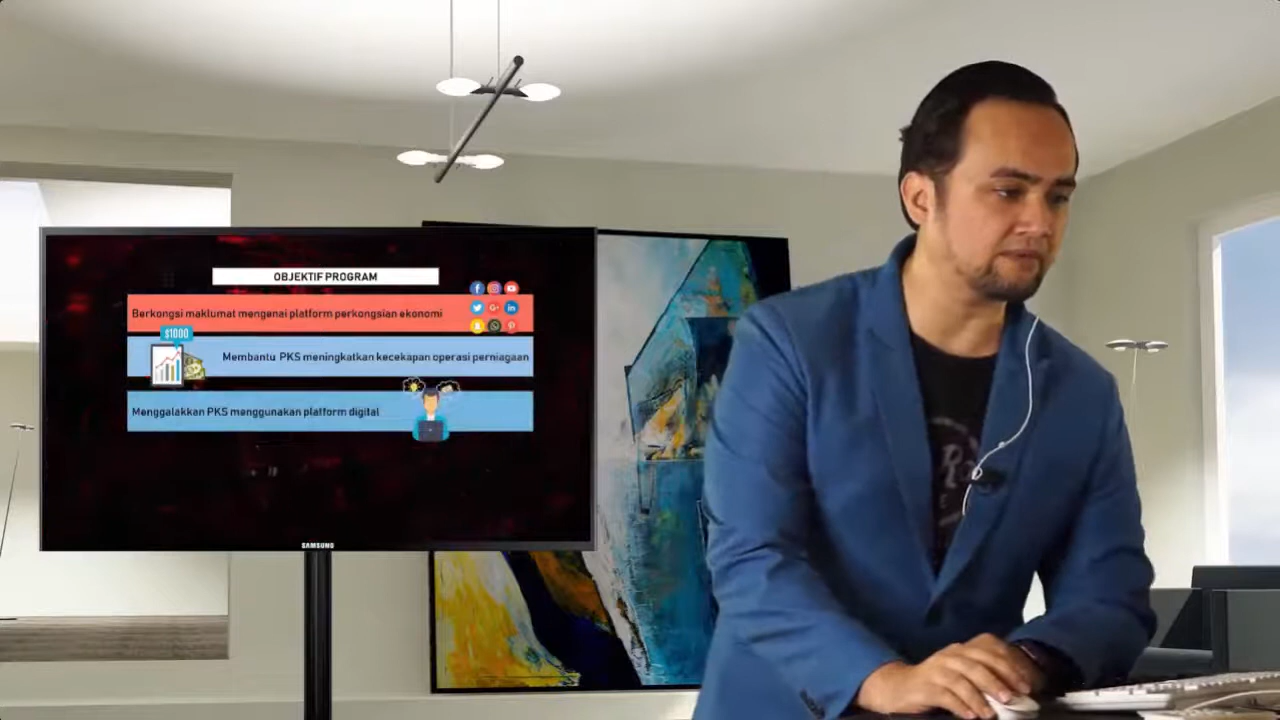 OBJEKTIF PROGRAM
Berkongsi maklumat mengenai platform perkongsian ekonomi
$1000
Membantu PKS meningkatkan kecekapan operasi perniagaan
Menggalakkan PKS menggunakan platform digital
SAMSUNG